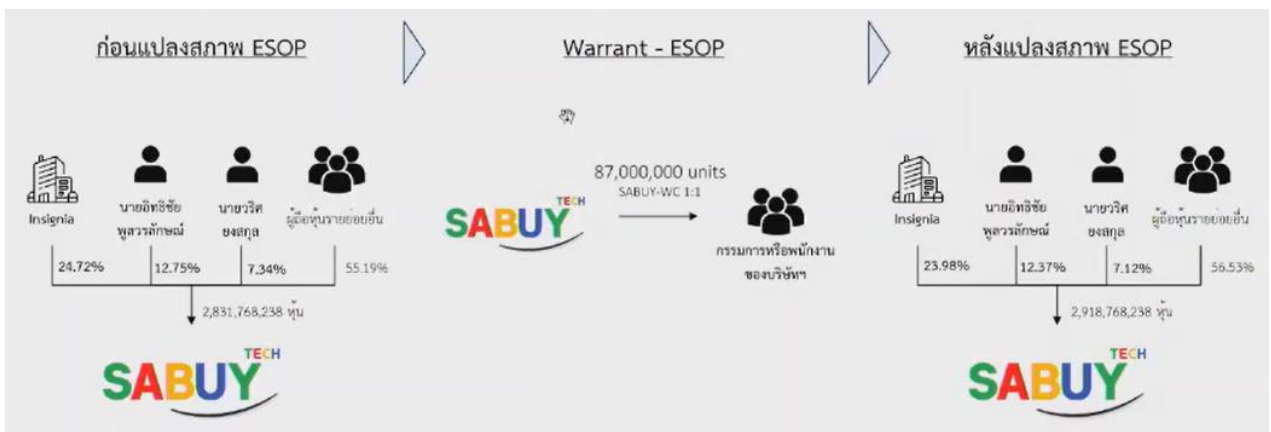 ก่อนแปลงสภาพ ESOP
Insignia
นายอิทธิชัย
พูลวรลักษณ์
นายวริศ
ยงสกุล
ผู้ถือหุ้นรายย่อยอื่น
24.72%
12.75%
7.34%
55.19%
2,831,768,238 หุ้น
SABUY TECH
Warrant - ESOP
87,000,000 units
SABUY-WC 1:1
SABUY TECH
กรรมการหรือพนักงาน
ของบริษัทฯ
หลังแปลงสภาพ ESOP
Insignia
นายอิทธิชัย
พูลวรลักษณ์
นายวริศ
ยงสกุล
ผู้ถือหุ้นรายย่อยอื่น
23.98%
12.37%
7.12%
56.53%
2,918,768,238 หุ้น
SABUY TECH